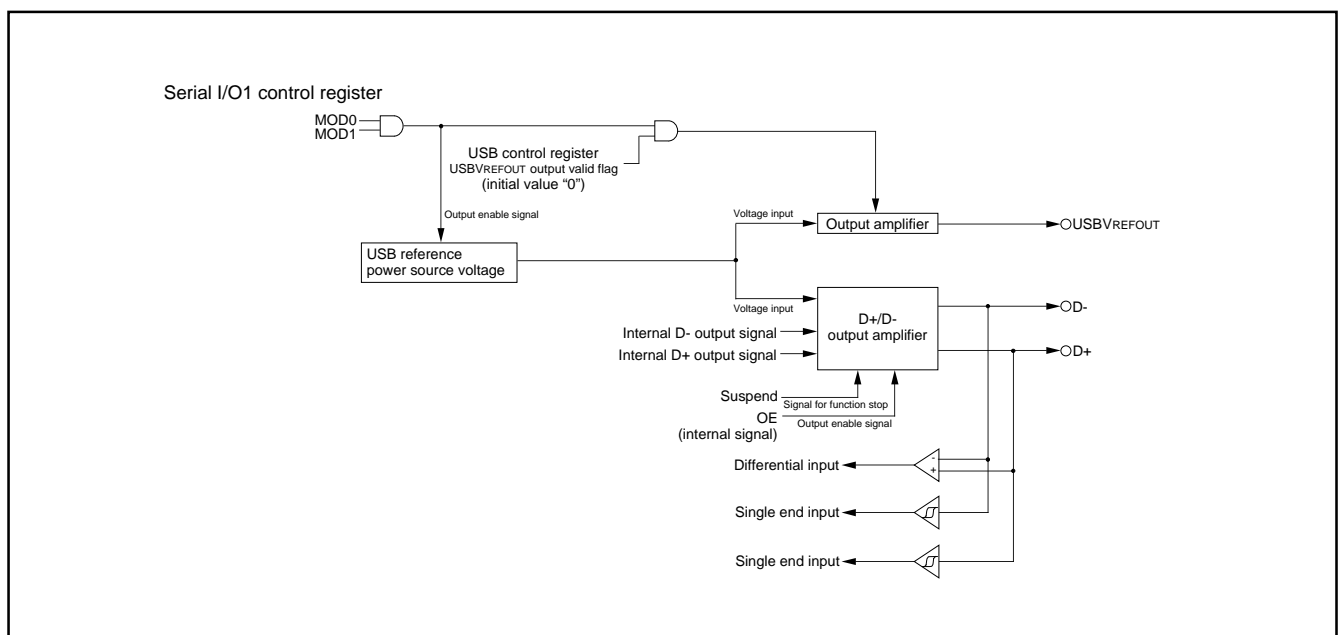 Serial I/O1 control register
MOD0
MOD1
USB control register
USBVREFOUT output valid flag
(initial value “0”)
Output enable signal
Voltage input
Output amplifier
USBVREFOUT
USB reference
power source voltage
Voltage input
D+/D-
output amplifier
D-
Internal D- output signal
Internal D+ output signal
D+
Suspend
Signal for function stop
OE
Output enable signal
(internal signal)
Differential input
-
+
Single end input
Single end input